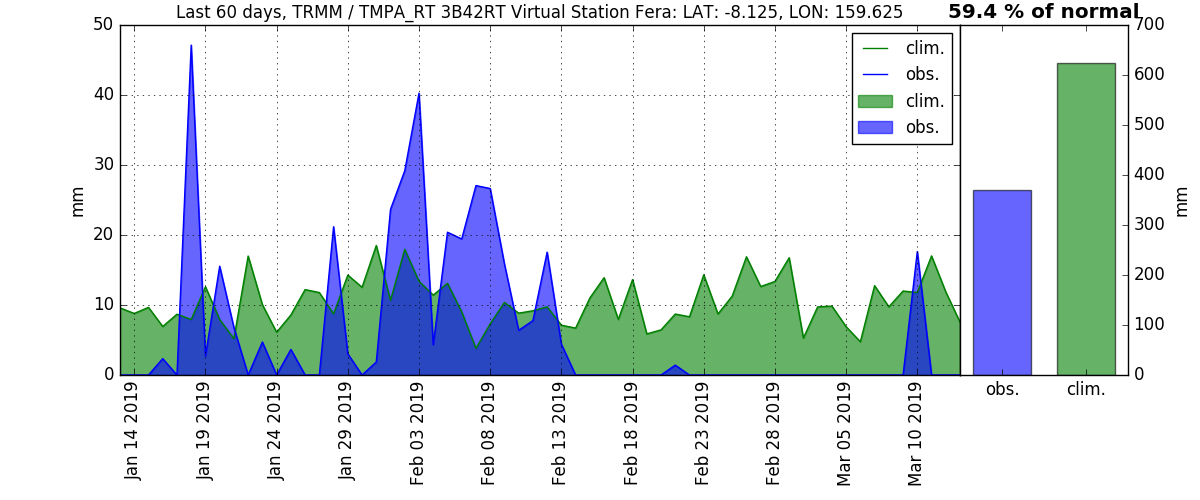 Last 60 days, TRMM / TMPA_RT 3B42RT Virtual Station Fera: LAT: -8.125, LON: 159.625
59.4 % of normal
50
40
30
20
10
0
mm
clim.
obs.
clim.
obs.
700
600
500
400
300
200
100
0
mm
Jan 14 2019
Jan 19 2019
Jan 24 2019
Jan 29 2019
Feb 03 2019
Feb 08 2019
Feb 13 2019
Feb 18 2019
Feb 23 2019
Feb 28 2019
Mar 05 2019
Mar 10 2019
obs.
clim.